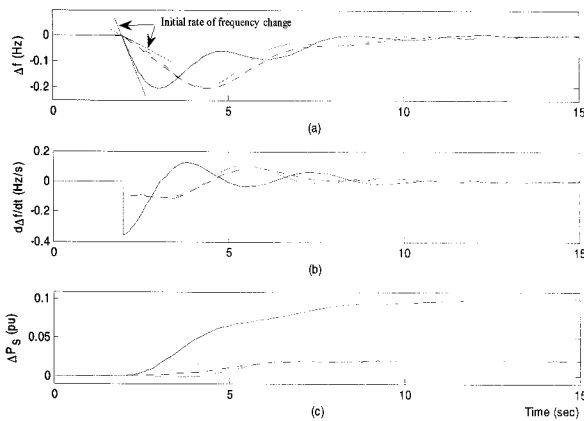 Initial rate of frequency change
Δf (Hz)
0
-0.1
-0.2
5
10
15
(a)
dΔf/dt (Hz/s)
0.2
0
-0.2
-0.4
5
10
15
(b)
ΔP_S (pu)
0.1
0.05
0
0
5
10
15
(c)
Time (sec)